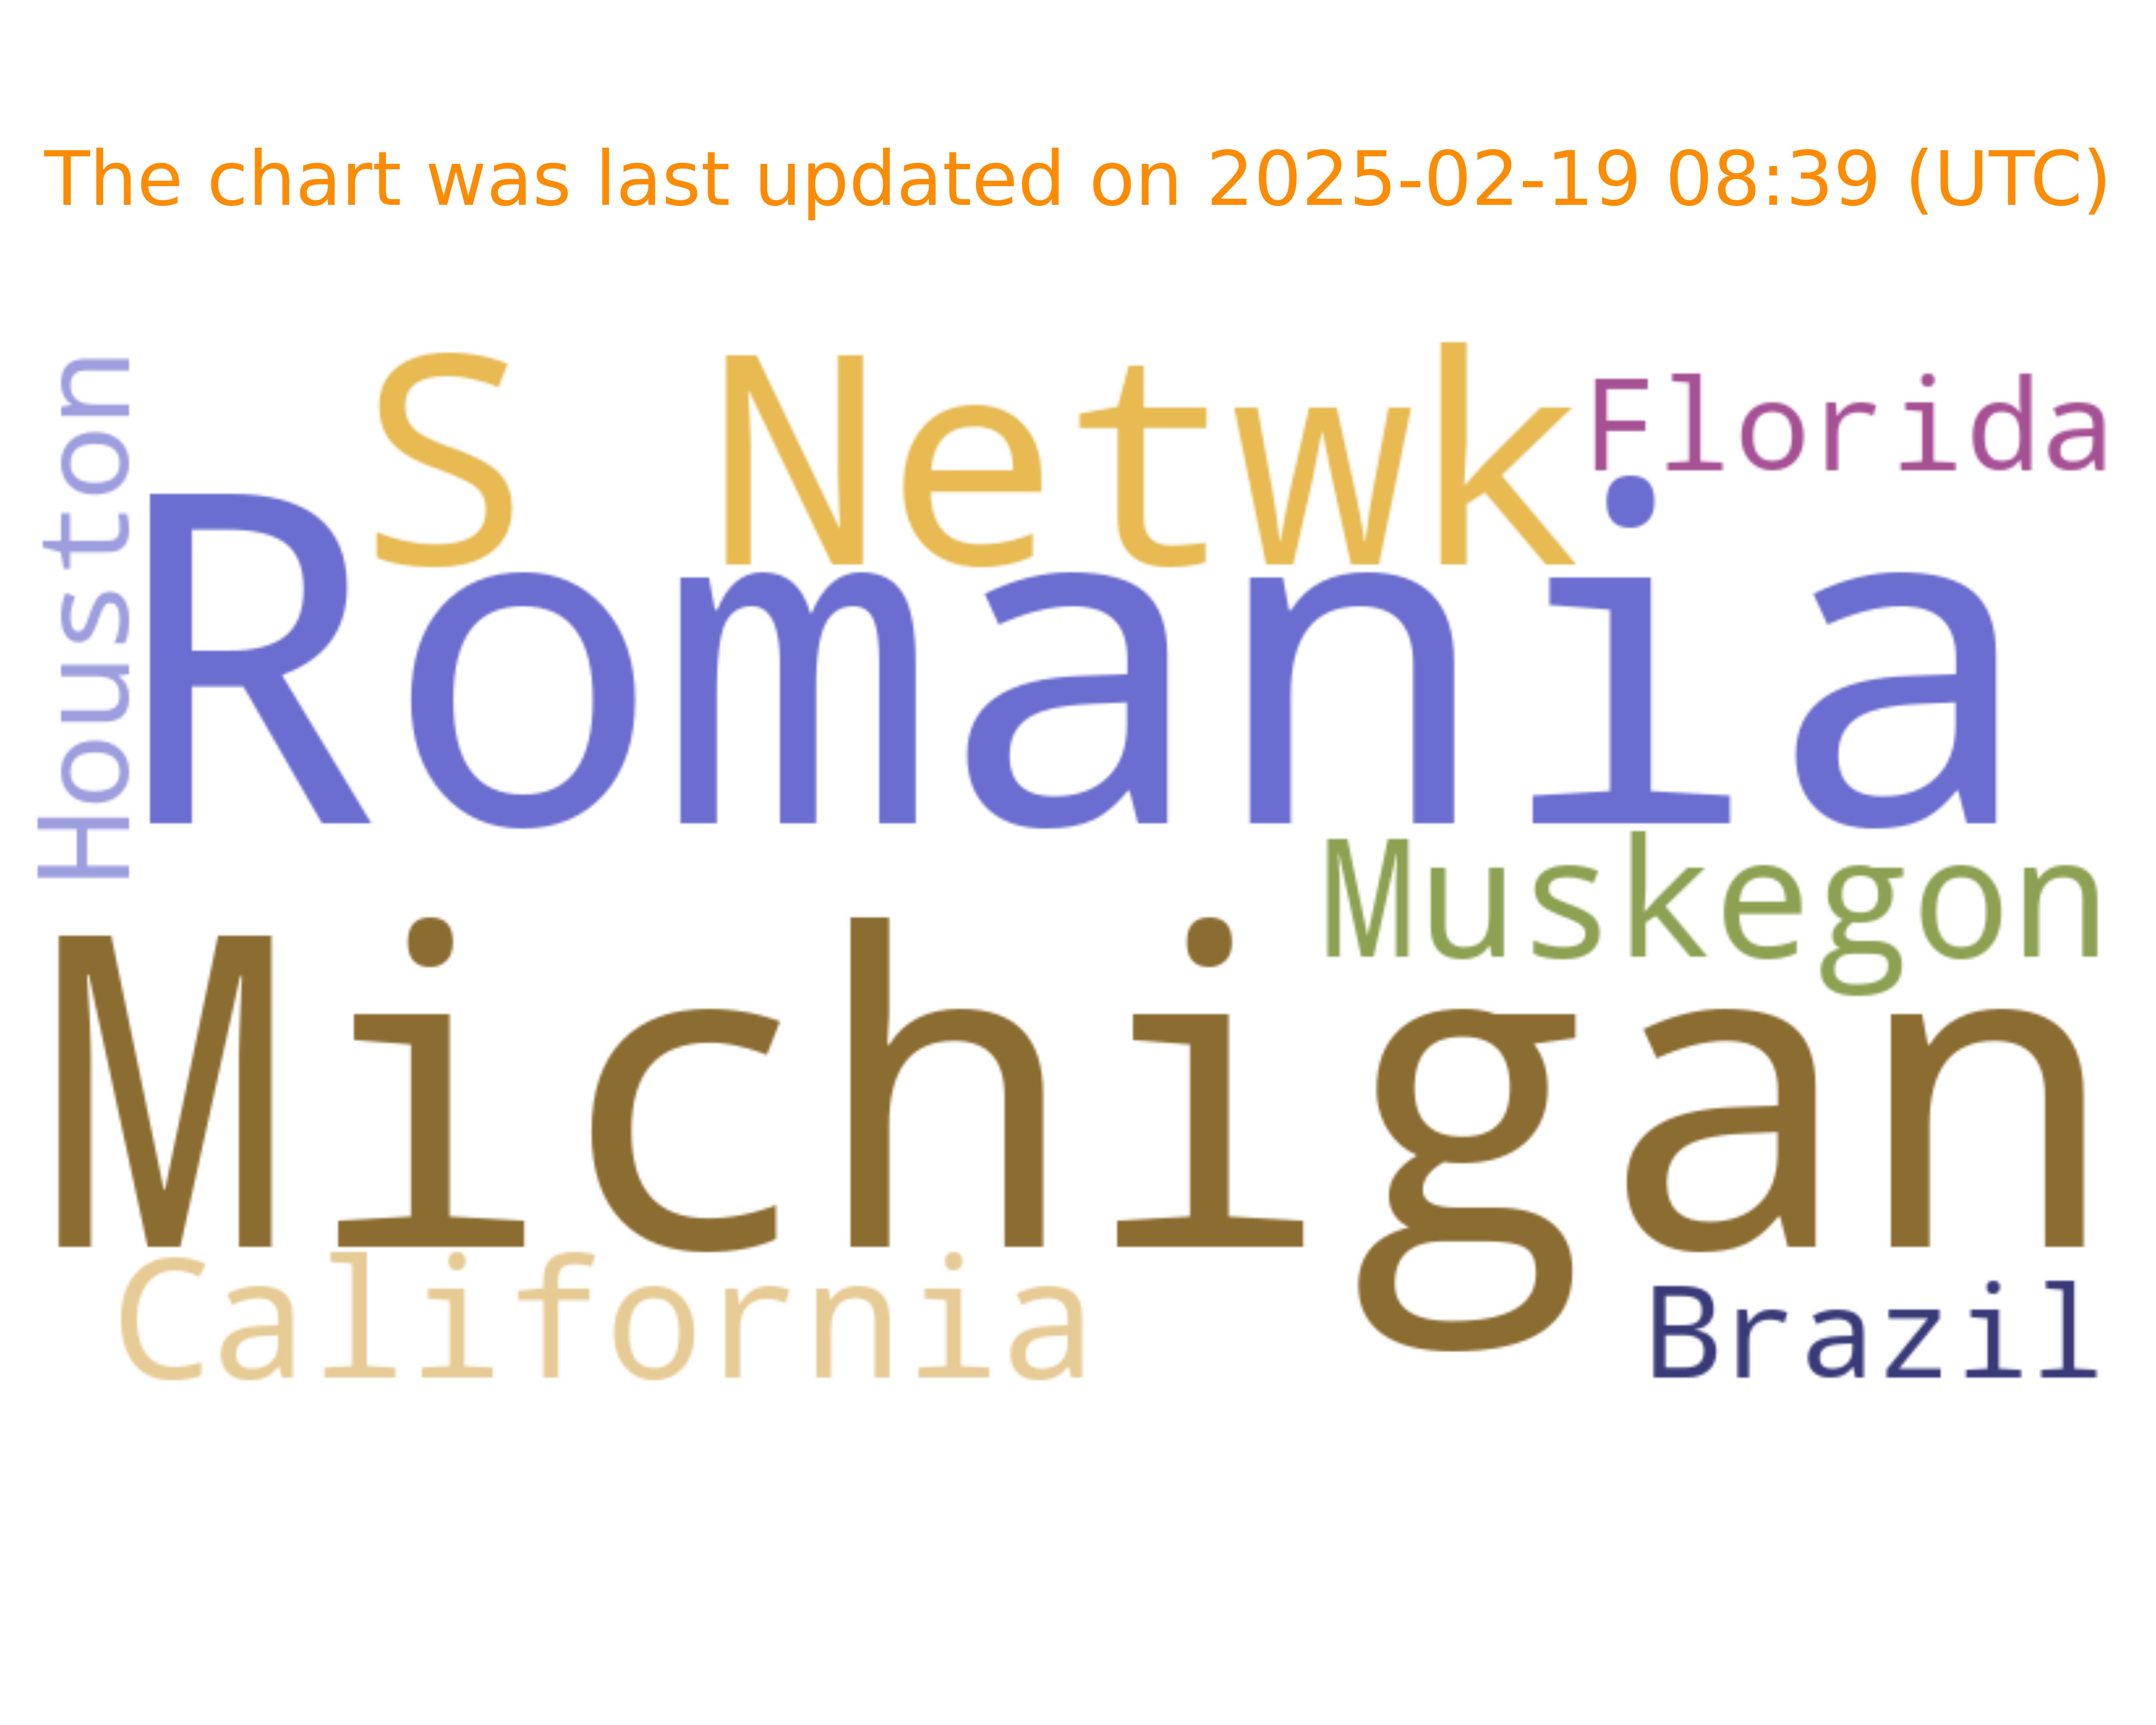 The chart was last updated on 2025-02-19 08:39 (UTC)
Houston
S Netwk
Florida
Romania
Muskegon
Michigan
California
Brazil